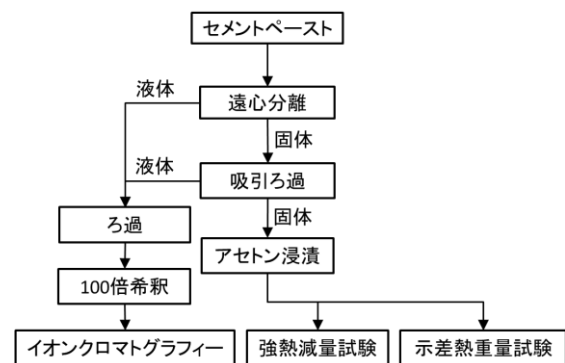 セメントペースト
液体
遠心分離
固体
液体
吸引ろ過
ろ過
固体
アセトン浸漬
100倍希釈
イオンクロマトグラフィー
強熱減量試験
示差熱重量試験